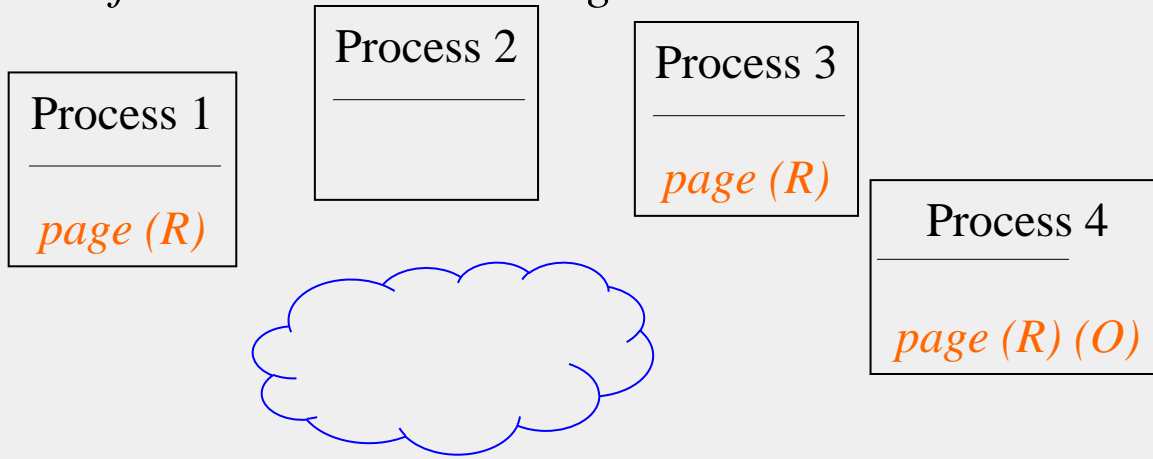 Process 1
page (R)
Process 2
Process 3
page (R)
Process 4
page (R) (O)